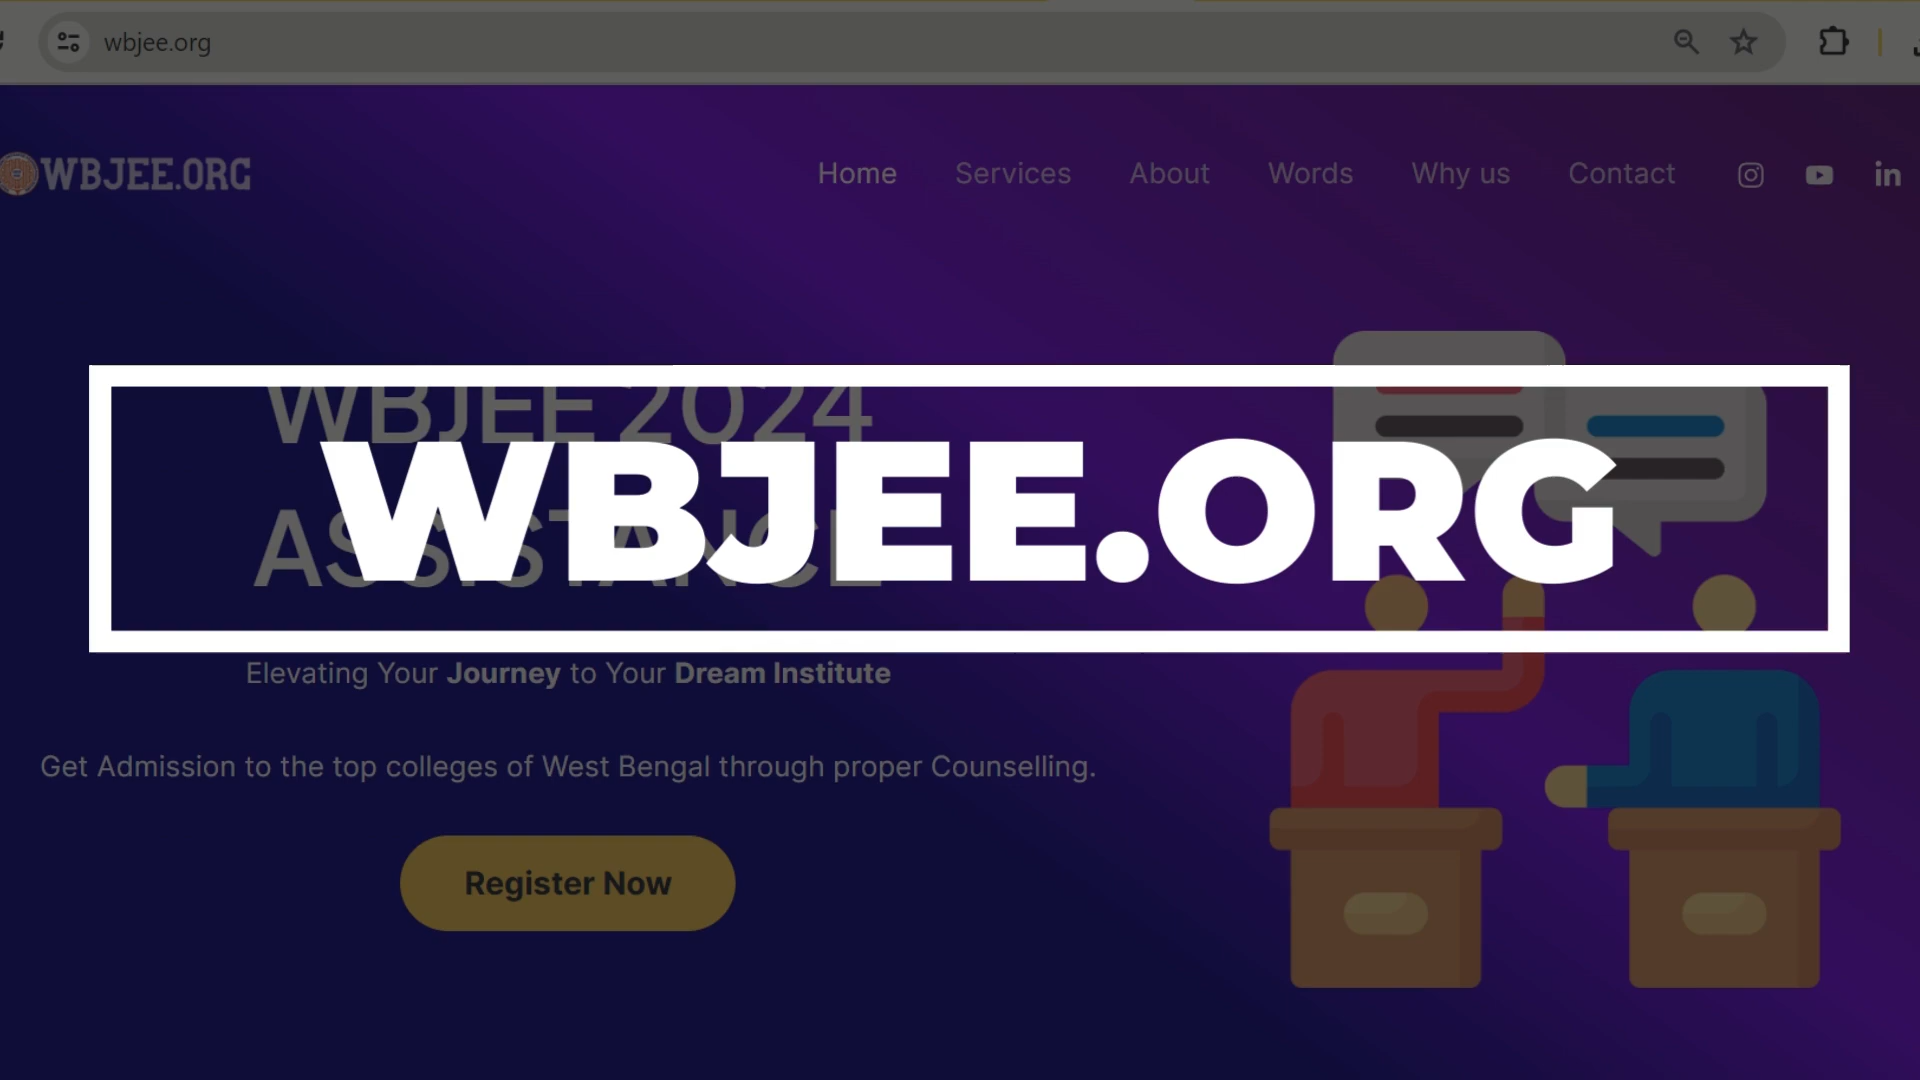 wbjee.org
WBJEE.ORG
Home Services About Words Why us Contact
WBJEE 2024
WBJEE.ORG
ASSISTANCE
Elevating Your Journey to Your Dream Institute
Get Admission to the top colleges of West Bengal through proper Counselling.
Register Now